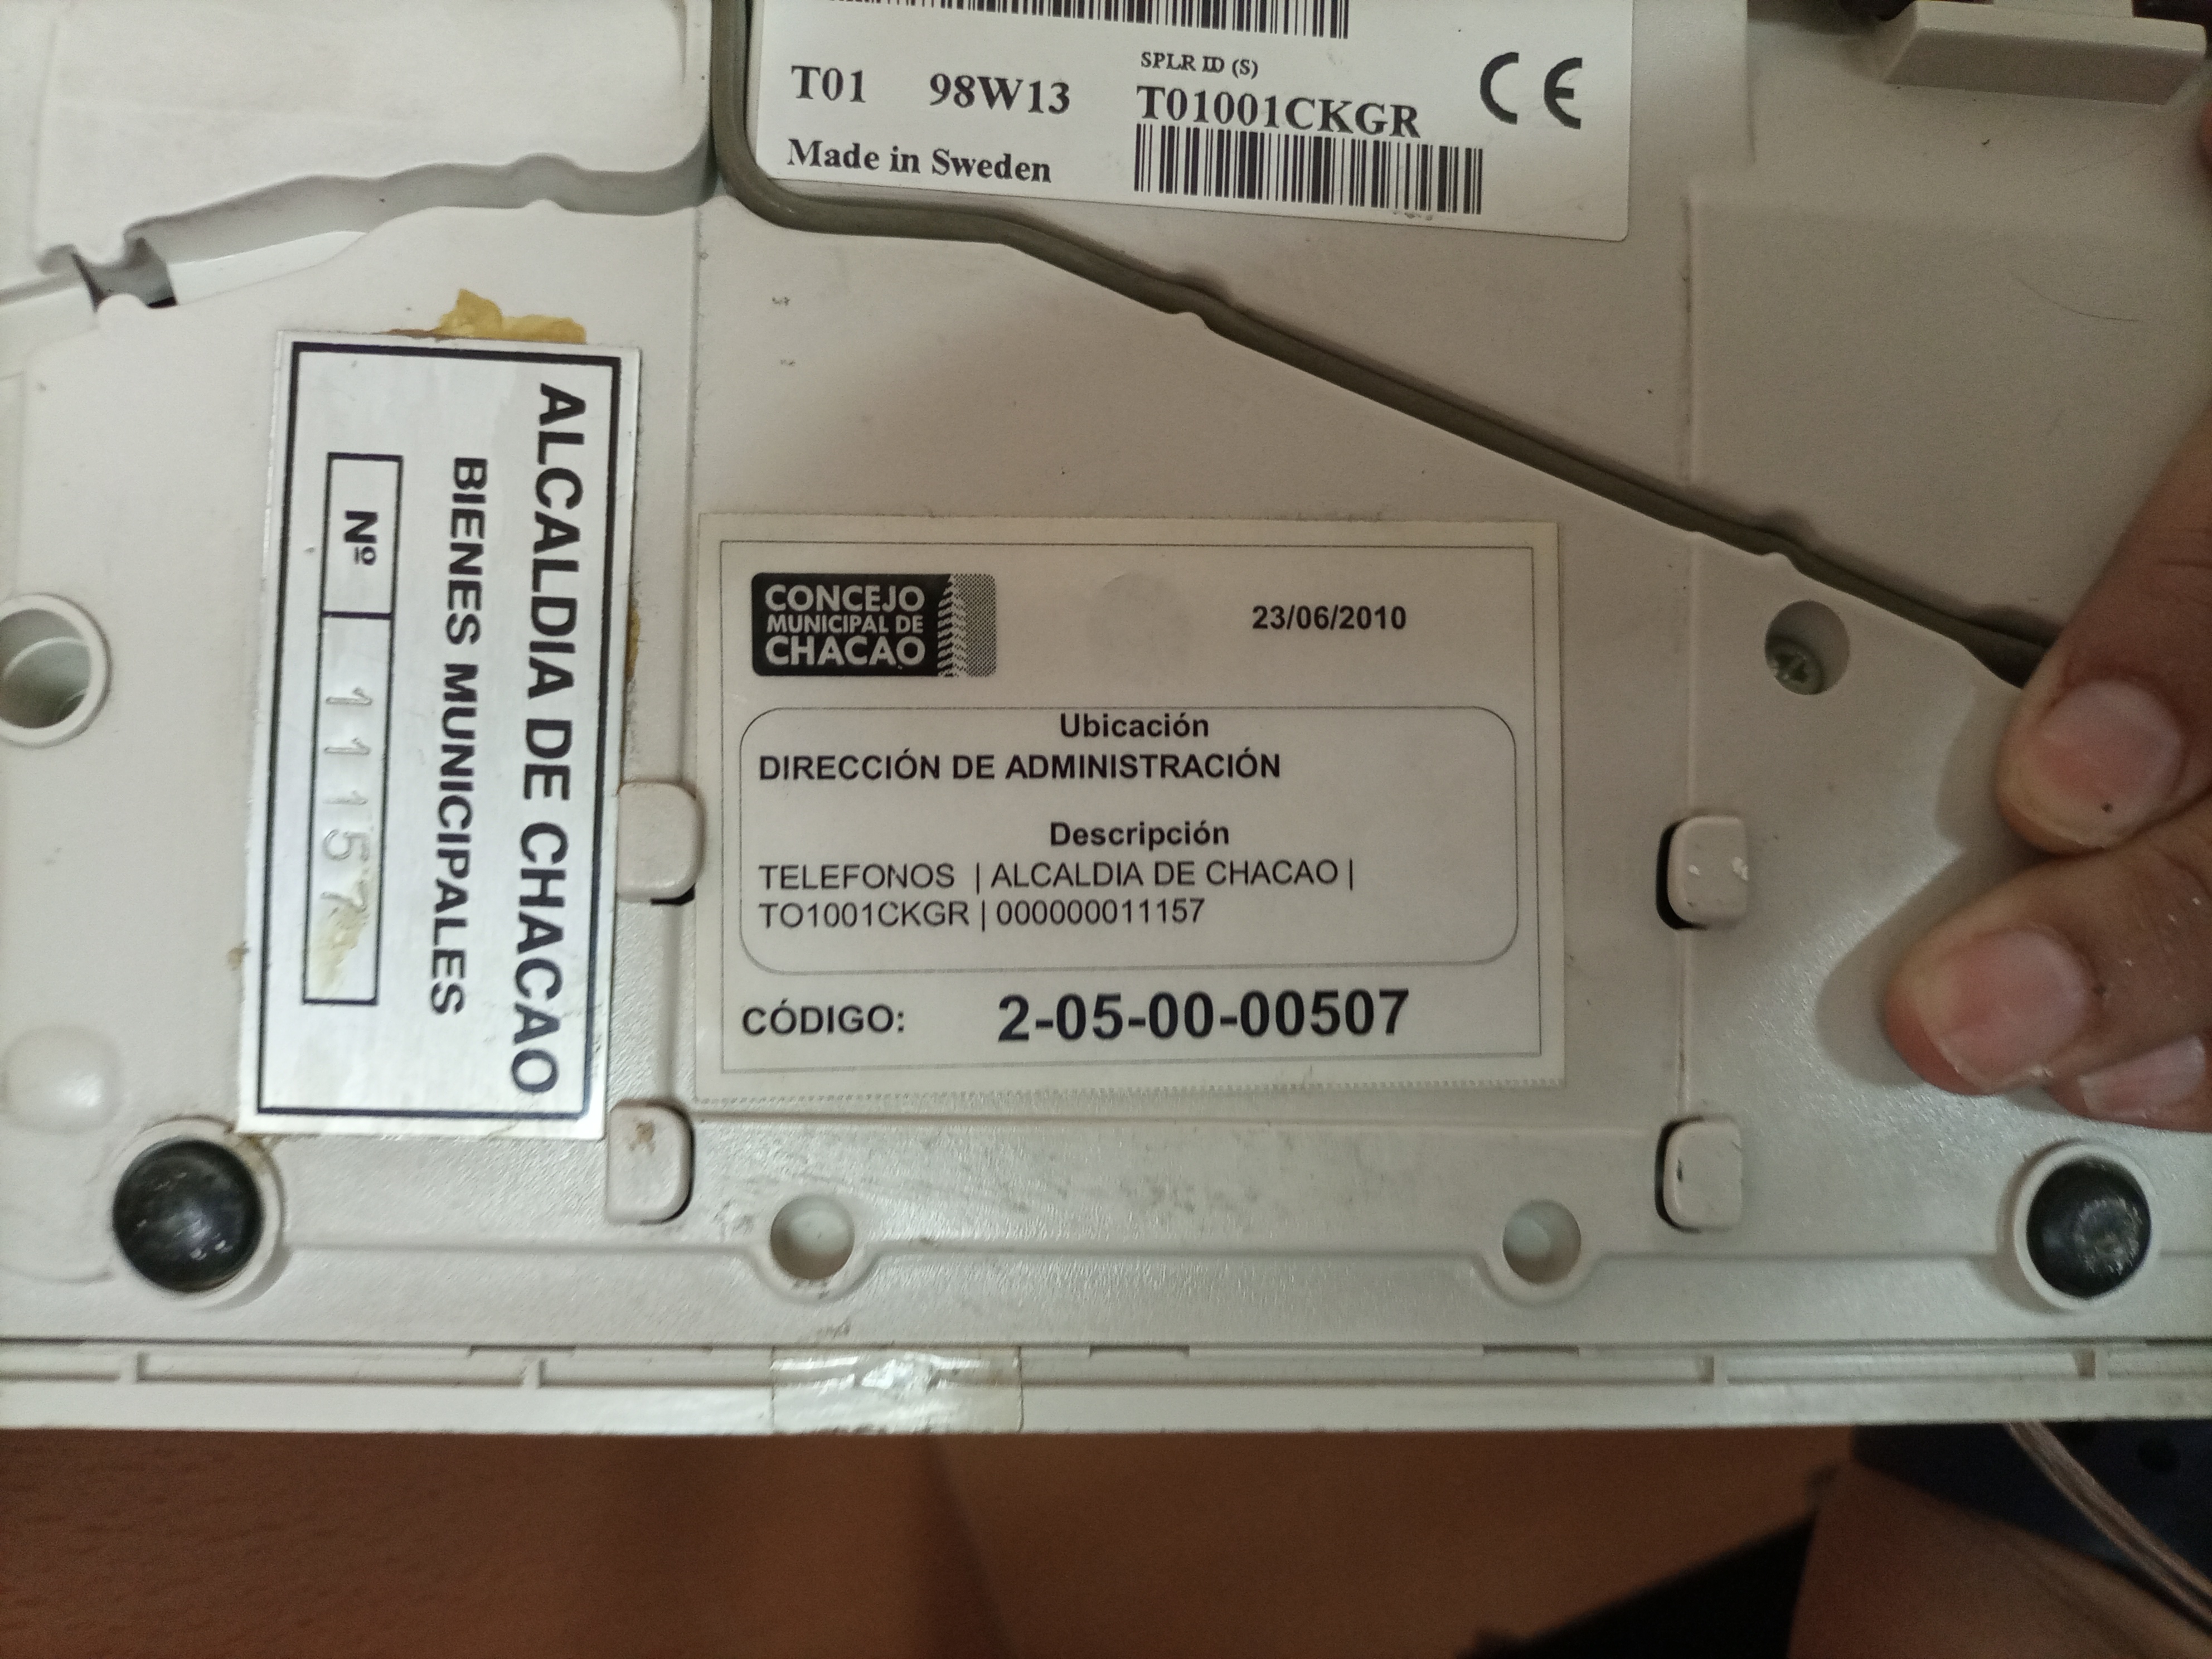 SPLR ID (S)
T01 98W13 T01001CKGR CE
Made in Sweden
ALCALDIA DE CHACAO
BIENES MUNICIPALES
Nº 11157
CONCEJO
MUNICIPAL DE
CHACAO
23/06/2010
Ubicación
DIRECCIÓN DE ADMINISTRACIÓN
Descripción
TELEFONOS | ALCALDIA DE CHACAO |
TO1001CKGR | 000000011157
CÓDIGO: 2-05-00-00507